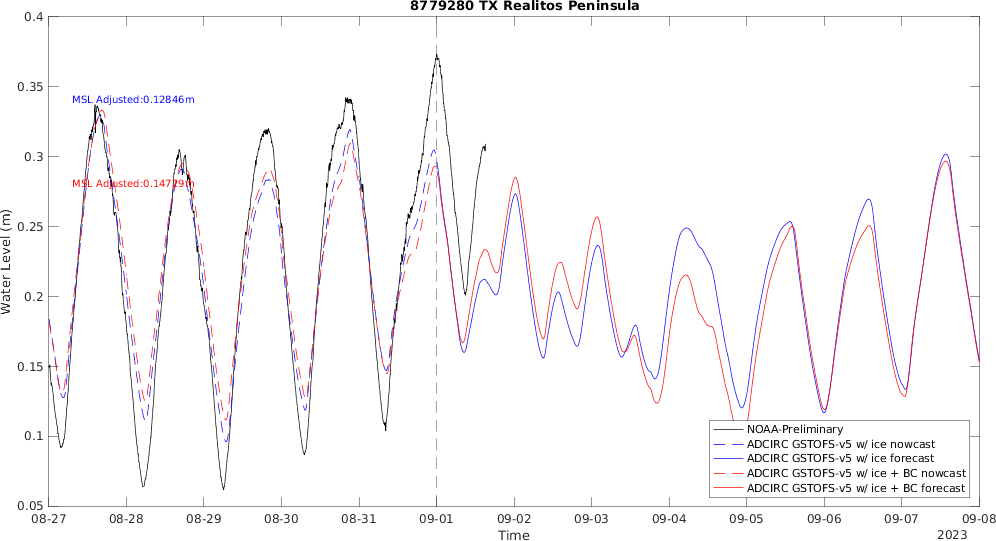 8779280 TX Realitos Peninsula
0.4
0.35
0.3
0.25
0.2
0.15
0.1
0.05
Water Level (m)
MSL Adjusted:0.12846m
MSL Adjusted:0.14729m
NOAA-Preliminary
ADCIRC GSTOFS-v5 w/ ice nowcast
ADCIRC GSTOFS-v5 w/ ice forecast
ADCIRC GSTOFS-v5 w/ ice + BC nowcast
ADCIRC GSTOFS-v5 w/ ice + BC forecast
08-27 08-28 08-29 08-30 08-31 09-01 09-02 09-03 09-04 09-05 09-06 09-07 09-08
Time
2023